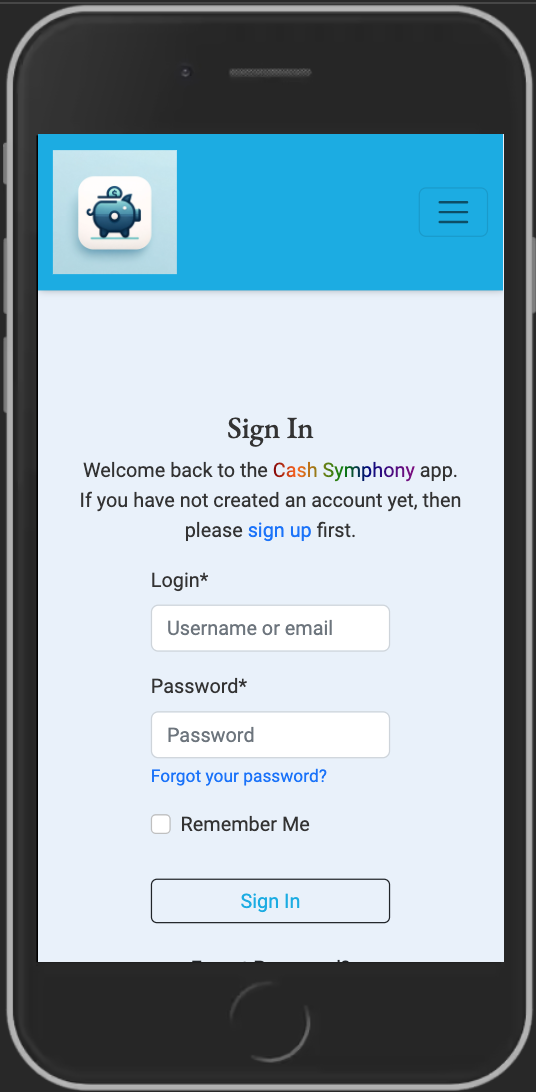 Sign In
Welcome back to the Cash Symphony app.
If you have not created an account yet, then
please sign up first.
Login*
Username or email
Password*
Password
Forgot your password?
Remember Me
Sign In